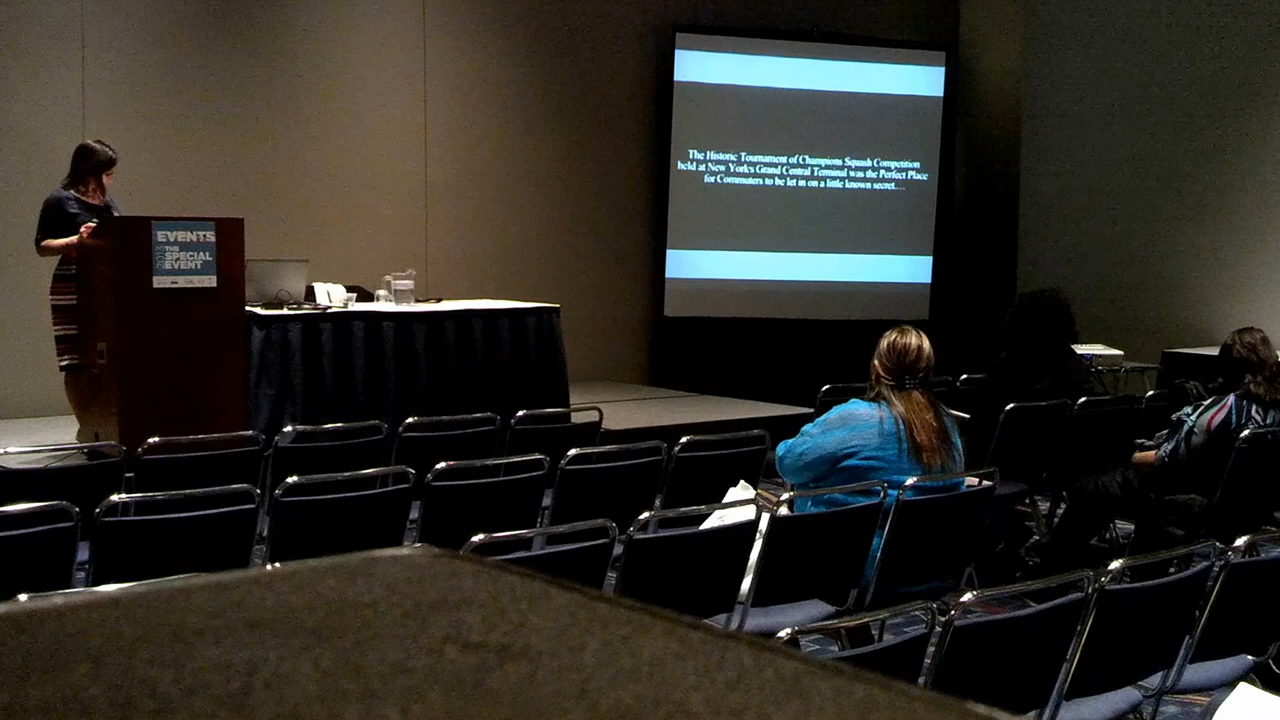 The Historic Tournament of Champions Squash Competition
held at New York's Grand Central Terminal was the Perfect Place
for Commuters to be let in on a little known secret....
EVENTS
2013
THE
SPECIAL
EVENT